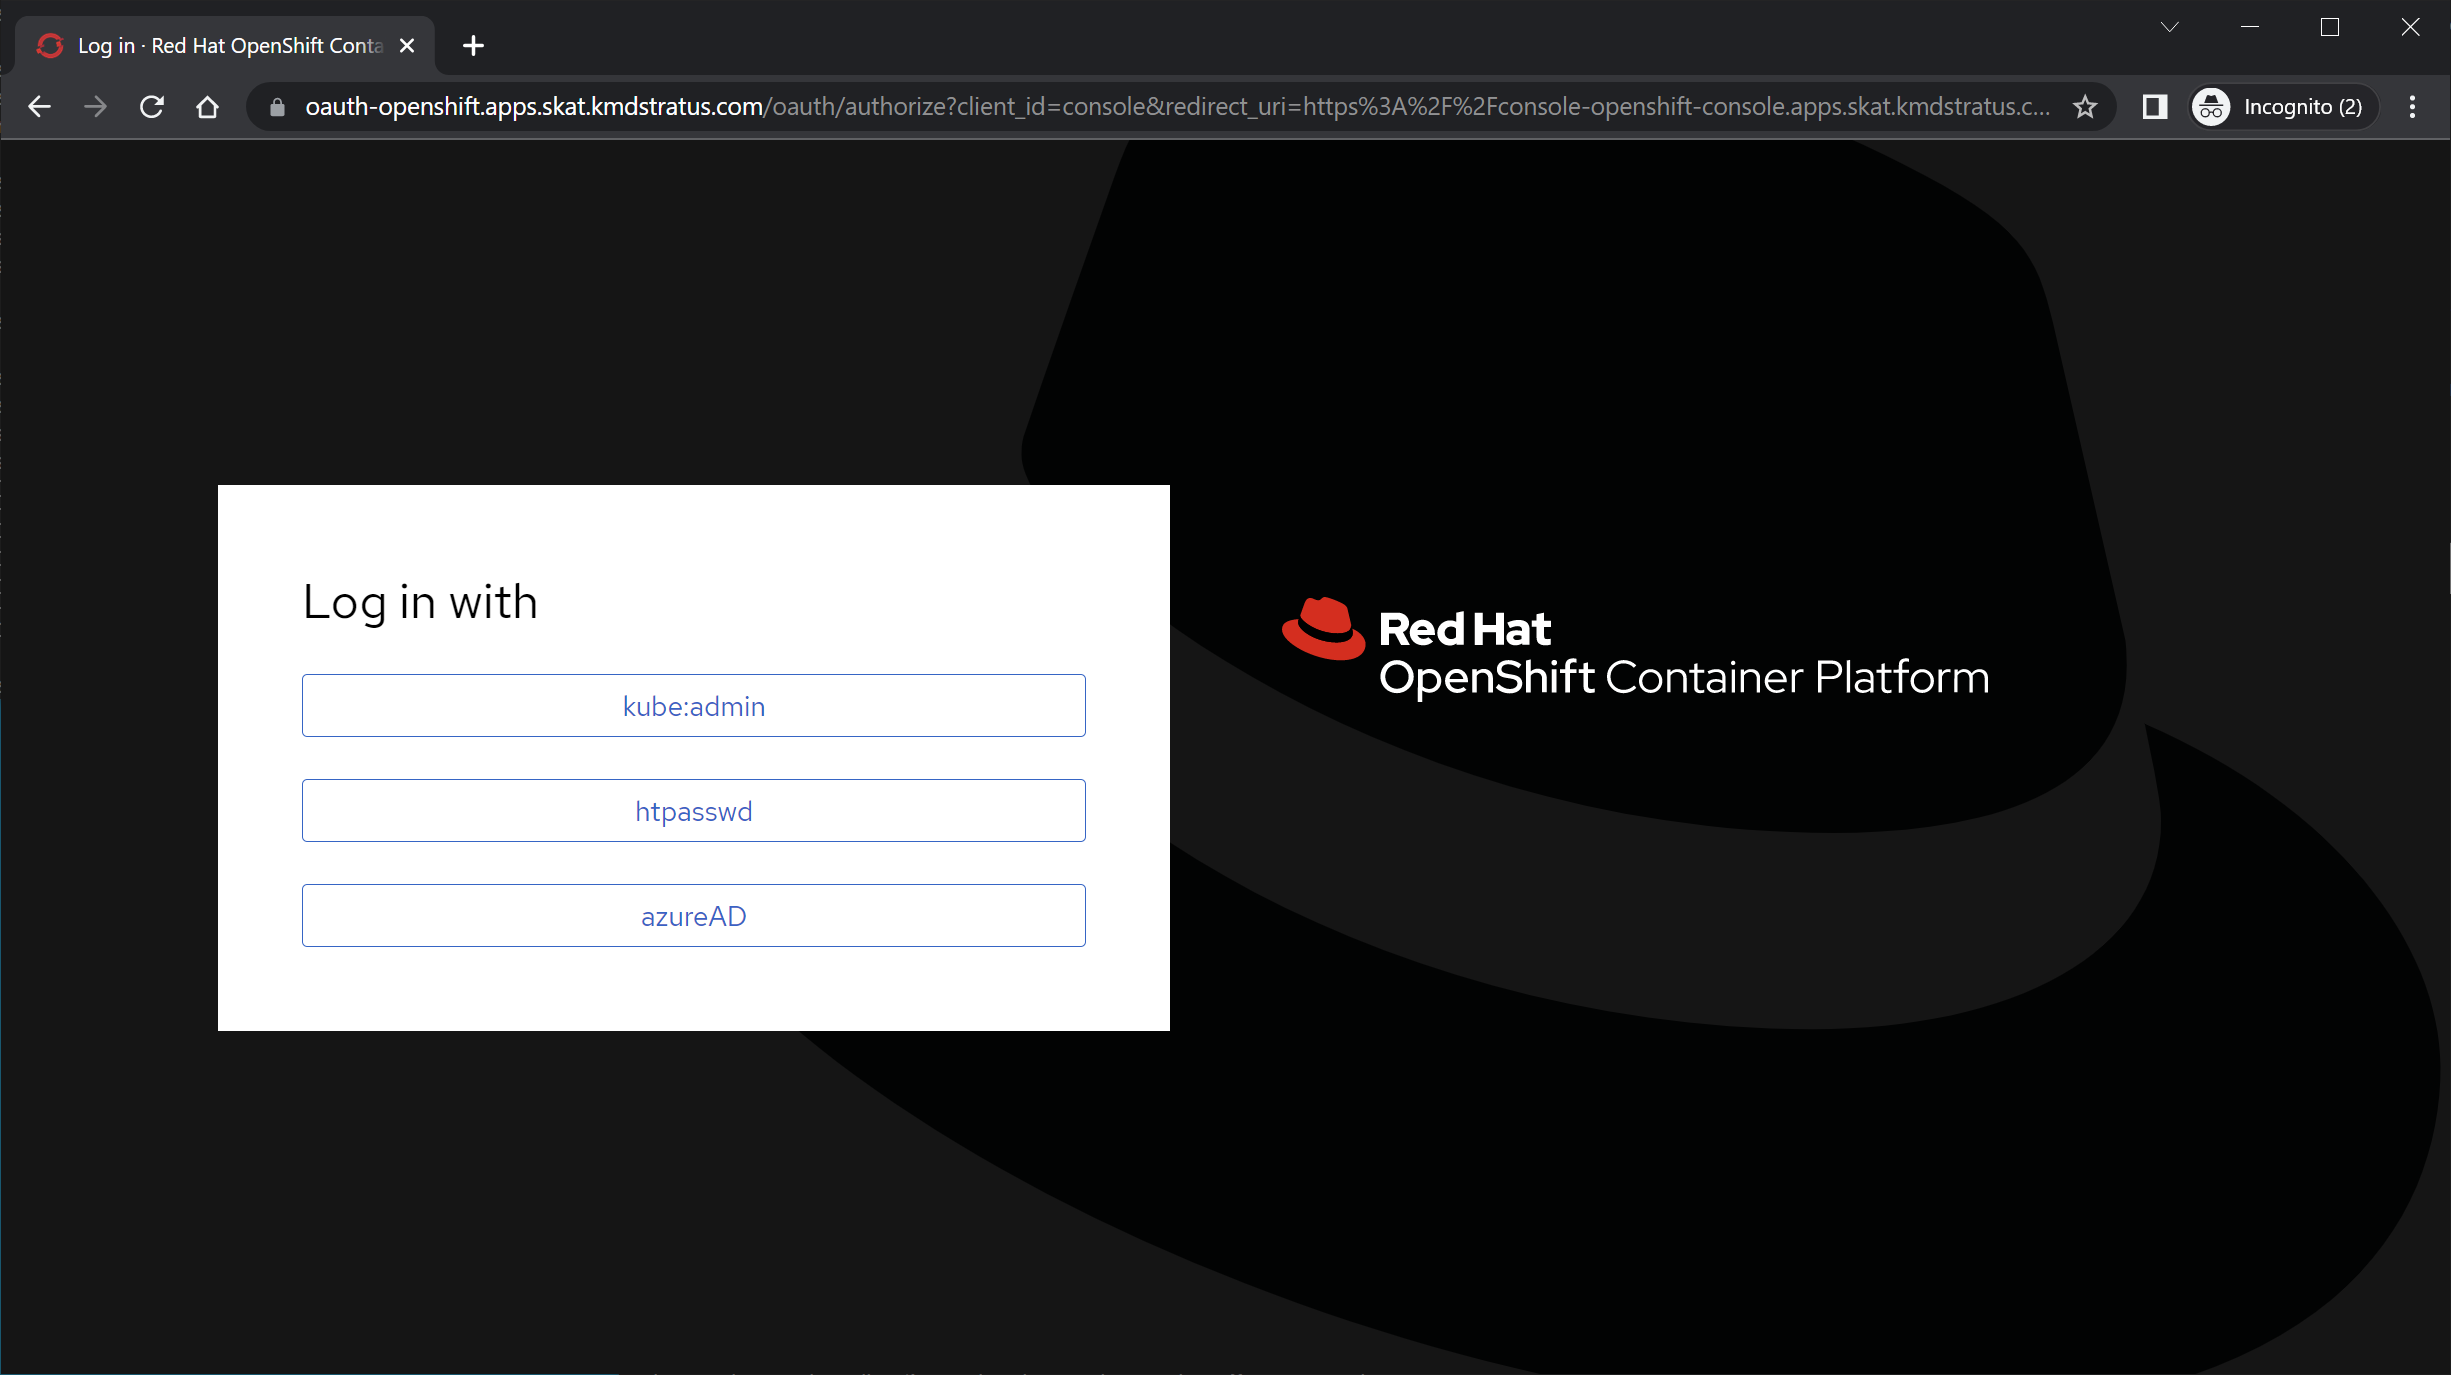 Log in · Red Hat OpenShift Conta
oauth-openshift.apps.skat.kmdstratus.com/oauth/authorize?client_id=console&redirect_uri=https%3A%2F%2Fconsole-openshift-console.apps.skat.kmdstratus.c...
Incognito (2)
Log in with
kube:admin
htpasswd
azureAD
Red Hat
OpenShift Container Platform